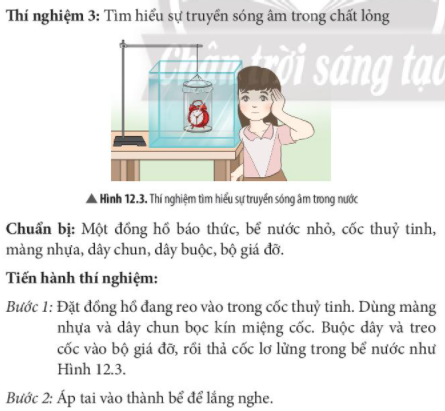 Thí nghiệm 3: Tìm hiểu sự truyền sóng âm trong chất lỏng
Chân trời sáng tạo
▲ Hình 12.3. Thí nghiệm tìm hiểu sự truyền sóng âm trong nước
Chuẩn bị: Một đồng hồ báo thức, bể nước nhỏ, cốc thuỷ tinh,
màng nhựa, dây chun, dây buộc, bộ giá đỡ.
Tiến hành thí nghiệm:
Bước 1: Đặt đồng hồ đang reo vào trong cốc thuỷ tinh. Dùng màng
nhựa và dây chun bọc kín miệng cốc. Buộc dây và treo
cốc vào bộ giá đỡ, rồi thả cốc lơ lửng trong bể nước như
Hình 12.3.
Bước 2: Áp tai vào thành bể để lắng nghe.